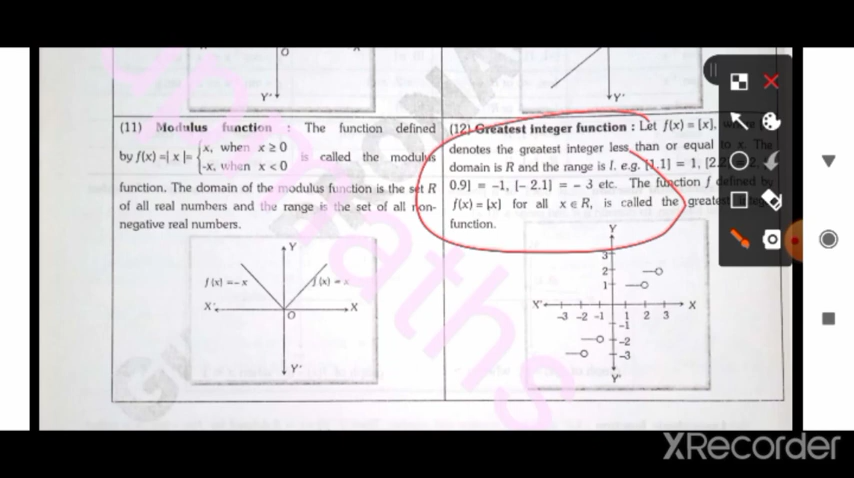 O
Y'
Y'
(11) Modulus function : The function defined
by f(x) =| x |= { x, when x ≥ 0
-x, when x < 0 is called the modulus
function. The domain of the modulus function is the set R
of all real numbers and the range is the set of all non-
negative real numbers.
Y
f(x) =-x
f(x) =
X'
X
O
Y'
(12) Greatest integer function : Let f(x) = [x],
denotes the greatest integer less than or equal to x. The
domain is R and the range is I. e.g. [1.1] = 1, [2.2] = 2,
0.9] = -1, [- 2.1] = - 3 etc. The function f defined by
f(x) = [x] for all x ∈ R, is called the greatest
function.
Y
3
2
1
X'
X
-3 -2 -1 1 2 3
-1
-2
-3
Y'
maths
XRecorder